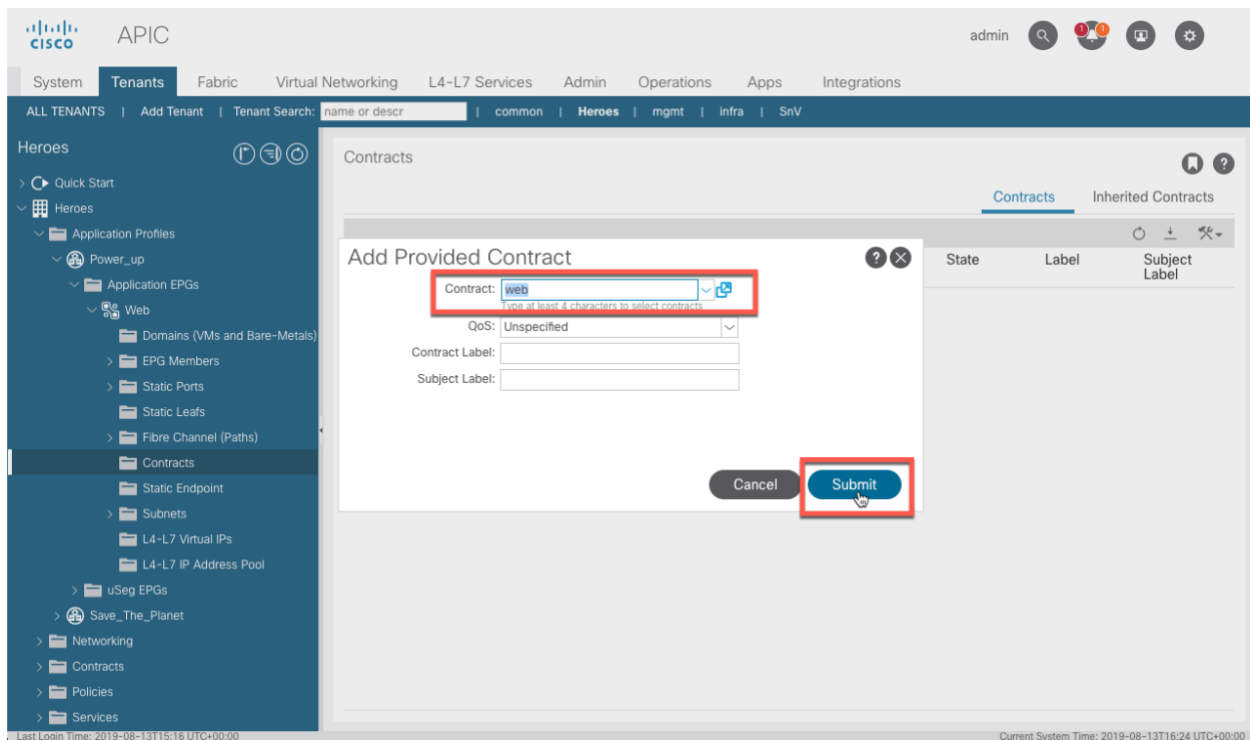 CISCO
APIC
admin
1
1
System Tenants Fabric Virtual Networking L4-L7 Services Admin Operations Apps Integrations
ALL TENANTS | Add Tenant | Tenant Search: name or descr | common | Heroes | mgmt | infra | SnV
Heroes
Quick Start
Heroes
Application Profiles
Power_up
Application EPGs
Web
Domains (VMs and Bare-Metals)
EPG Members
Static Ports
Static Leafs
Fibre Channel (Paths)
Contracts
Static Endpoint
Subnets
L4-L7 Virtual IPs
L4-L7 IP Address Pool
uSeg EPGs
Save_The_Planet
Networking
Contracts
Policies
Services
Contracts
?
Contracts Inherited Contracts
State Label Subject
Label
Add Provided Contract
?
Contract: web
Type at least 4 characters to select contracts
QoS: Unspecified
Contract Label:
Subject Label:
Cancel Submit
Last Login Time: 2019-08-13T15:16 UTC+00:00
Current System Time: 2019-08-13T16:24 UTC+00:00